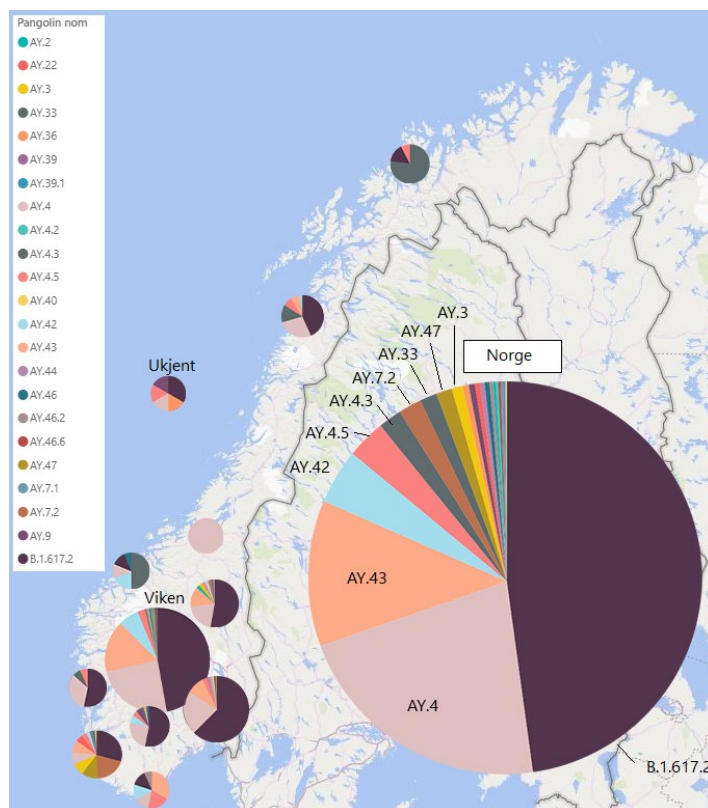 Pangolin nom
AY.2
AY.22
AY.3
AY.33
AY.36
AY.39
AY.39.1
AY.4
AY.4.2
AY.4.3
AY.4.5
AY.40
AY.42
AY.43
AY.44
AY.46
AY.46.2
AY.46.6
AY.47
AY.7.1
AY.7.2
AY.9
B.1.617.2
Ukjent
Viken
Norge
AY.3
AY.47
AY.33
AY.7.2
AY.4.3
AY.4.5
AY.42
AY.43
AY.4
B.1.617.2